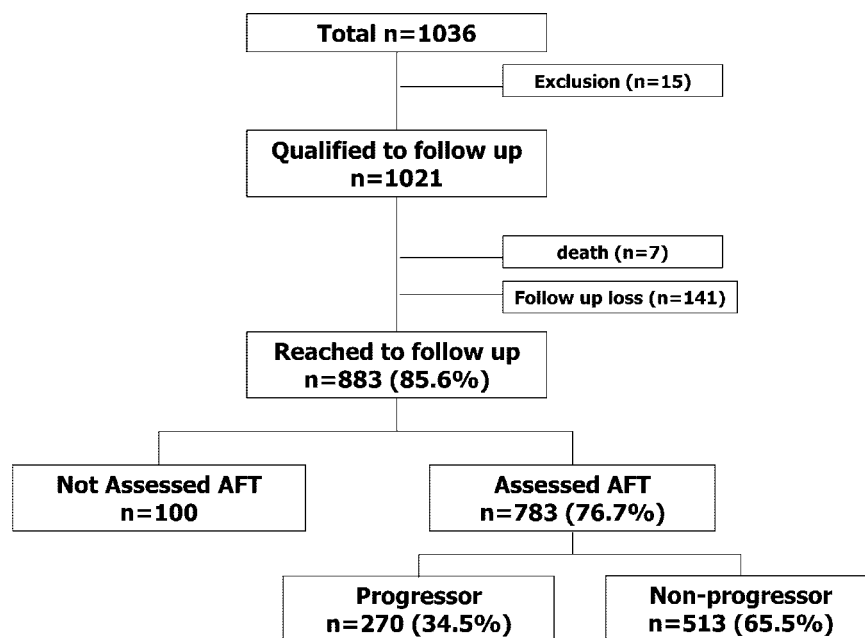 Total n=1036
Exclusion (n=15)
Qualified to follow up
n=1021
death (n=7)
Follow up loss (n=141)
Reached to follow up
n=883 (85.6%)
Not Assessed AFT
n=100
Assessed AFT
n=783 (76.7%)
Progressor
n=270 (34.5%)
Non-progressor
n=513 (65.5%)